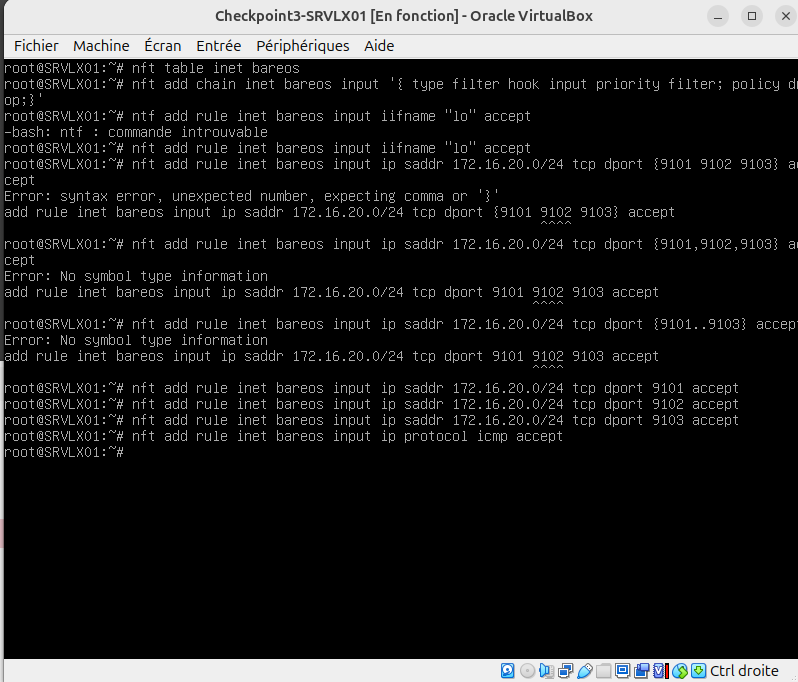 Checkpoint3-SRVLX01 [En fonction] - Oracle VirtualBox
Fichier Machine Écran Entrée Périphériques Aide
root@SRVLX01:~# nft table inet bareos
root@SRVLX01:~# nft add chain inet bareos input '{ type filter hook input priority filter; policy dr
op;}'
root@SRVLX01:~# ntf add rule inet bareos input iifname "lo" accept
-bash: ntf : commande introuvable
root@SRVLX01:~# nft add rule inet bareos input iifname "lo" accept
root@SRVLX01:~# nft add rule inet bareos input ip saddr 172.16.20.0/24 tcp dport {9101 9102 9103} ac
cept
Error: syntax error, unexpected number, expecting comma or '}'
add rule inet bareos input ip saddr 172.16.20.0/24 tcp dport {9101 9102 9103} accept
^^^^
root@SRVLX01:~# nft add rule inet bareos input ip saddr 172.16.20.0/24 tcp dport {9101,9102,9103} ac
cept
Error: No symbol type information
add rule inet bareos input ip saddr 172.16.20.0/24 tcp dport 9101 9102 9103 accept
^^^^
root@SRVLX01:~# nft add rule inet bareos input ip saddr 172.16.20.0/24 tcp dport {9101..9103} accept
Error: No symbol type information
add rule inet bareos input ip saddr 172.16.20.0/24 tcp dport 9101 9102 9103 accept
^^^^
root@SRVLX01:~# nft add rule inet bareos input ip saddr 172.16.20.0/24 tcp dport 9101 accept
root@SRVLX01:~# nft add rule inet bareos input ip saddr 172.16.20.0/24 tcp dport 9102 accept
root@SRVLX01:~# nft add rule inet bareos input ip saddr 172.16.20.0/24 tcp dport 9103 accept
root@SRVLX01:~# nft add rule inet bareos input ip protocol icmp accept
root@SRVLX01:~#
Ctrl droite